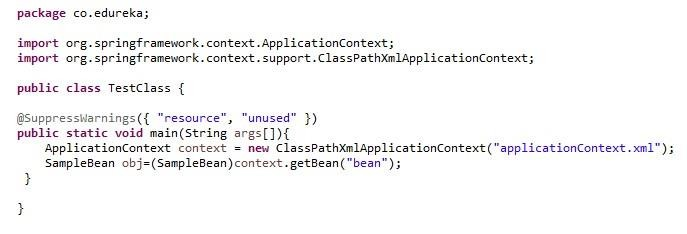 package co.edureka;
import org.springframework.context.ApplicationContext;
import org.springframework.context.support.ClassPathXmlApplicationContext;
public class TestClass {
@SuppressWarnings({ "resource", "unused" })
public static void main(String args[]){
ApplicationContext context = new ClassPathXmlApplicationContext("applicationContext.xml");
SampleBean obj=(SampleBean)context.getBean("bean");
}
}